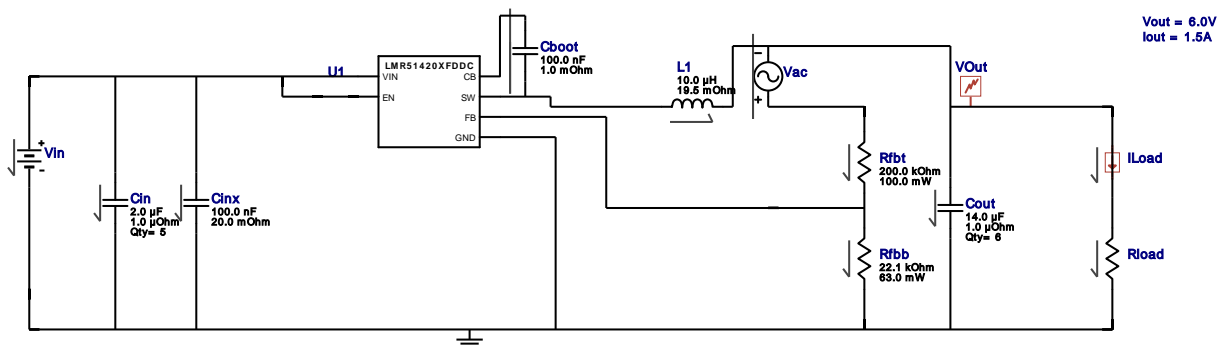 Vout = 6.0V
Iout = 1.5A
Cboot
100.0 nF
1.0 mOhm
U1
LMR51420XFDDC
VIN
CB
EN
SW
FB
GND
L1
10.0 µH
19.5 mOhm
Vac
VOut
Vin
+
-
-
+
Cin
2.0 µF
1.0 µOhm
Qty= 5
Cinx
100.0 nF
20.0 mOhm
Rfbt
200.0 kOhm
100.0 mW
ILoad
Cout
14.0 µF
1.0 µOhm
Qty= 6
Rfbb
22.1 kOhm
63.0 mW
Rload